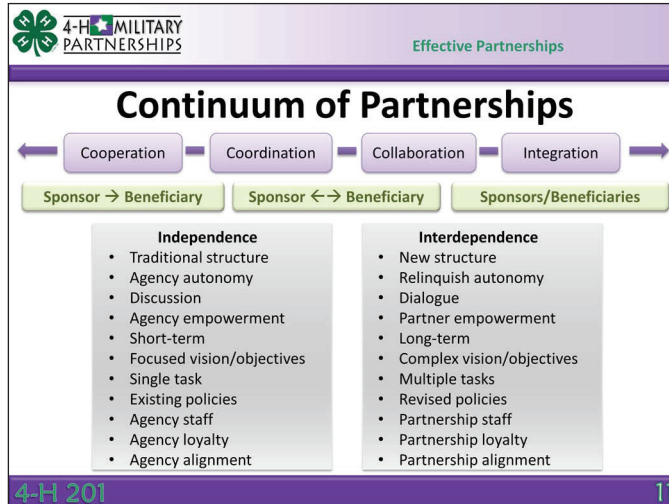 4-H MILITARY
PARTNERSHIPS
Effective Partnerships
Continuum of Partnerships
Cooperation
Coordination
Collaboration
Integration
Sponsor → Beneficiary
Sponsor ←→ Beneficiary
Sponsors/Beneficiaries
Independence
• Traditional structure
• Agency autonomy
• Discussion
• Agency empowerment
• Short-term
• Focused vision/objectives
• Single task
• Existing policies
• Agency staff
• Agency loyalty
• Agency alignment
Interdependence
• New structure
• Relinquish autonomy
• Dialogue
• Partner empowerment
• Long-term
• Complex vision/objectives
• Multiple tasks
• Revised policies
• Partnership staff
• Partnership loyalty
• Partnership alignment
4-H 201